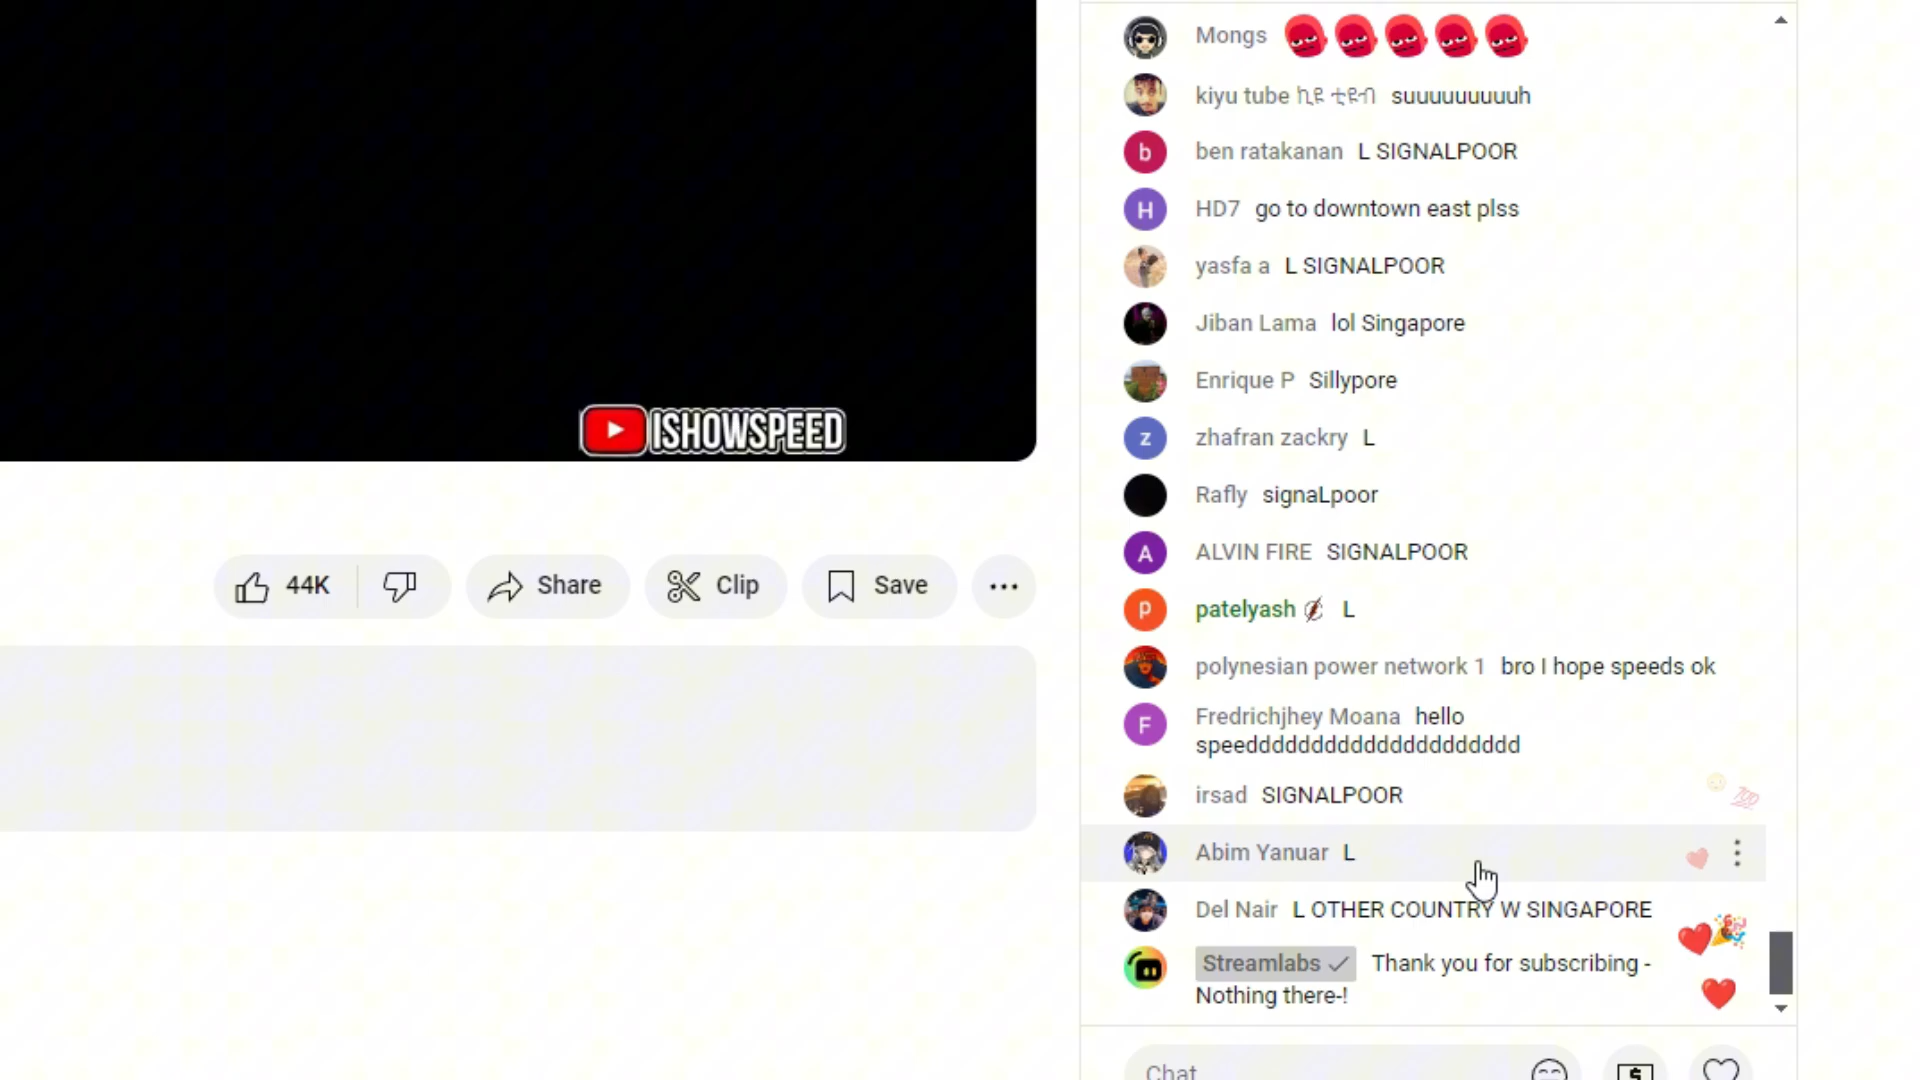 Mongs
kiyu tube ኪዩ ቲዩብ suuuuuuuuuh
b ben ratakanan L SIGNALPOOR
H HD7 go to downtown east plss
yasfa a L SIGNALPOOR
Jiban Lama lol Singapore
Enrique P Sillypore
z zhafran zackry L
Rafly signaLpoor
A ALVIN FIRE SIGNALPOOR
p patelyash L
polynesian power network 1 bro I hope speeds ok
F Fredrichjhey Moana hello
speeddddddddddddddddddddd
irsad SIGNALPOOR
Abim Yanuar L
Del Nair L OTHER COUNTRY W SINGAPORE
Streamlabs Thank you for subscribing -
Nothing there-!
Chat
ISHOWSPEED
44K Share Clip Save